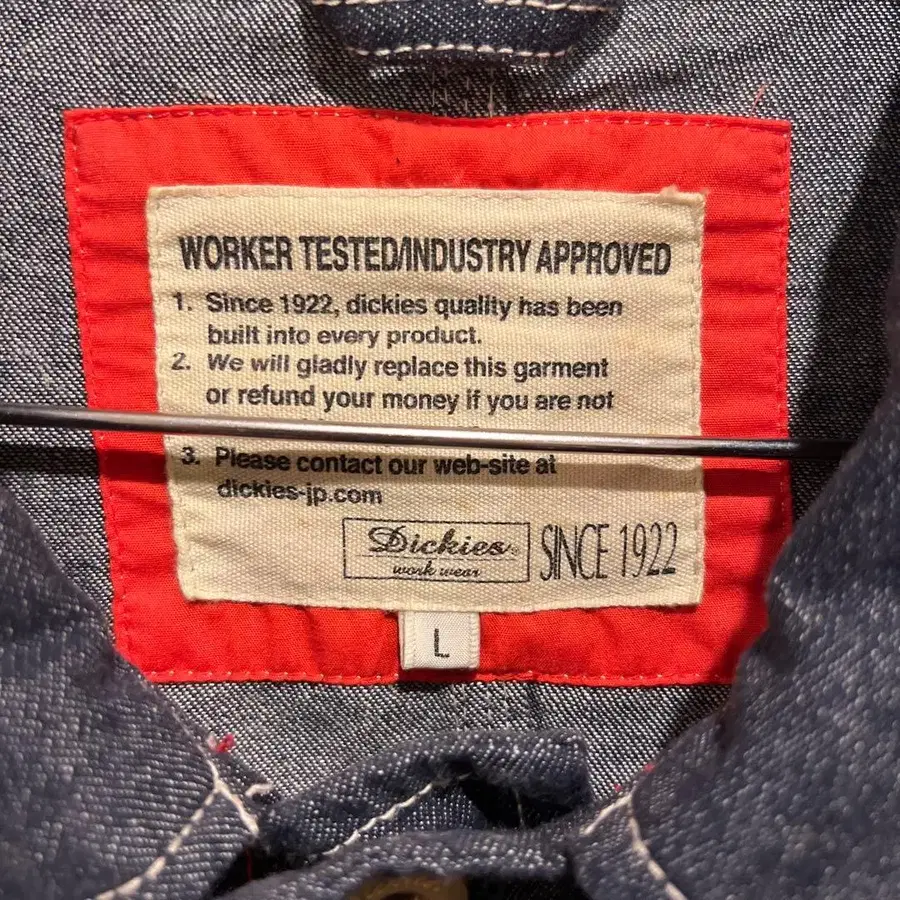 WORKER TESTED/INDUSTRY APPROVED
1. Since 1922, dickies quality has been
built into every product.
2. We will gladly replace this garment
or refund your money if you are not
3. Please contact our web-site at
dickies-jp.com
Dickies
work wear
SINCE 1922
L